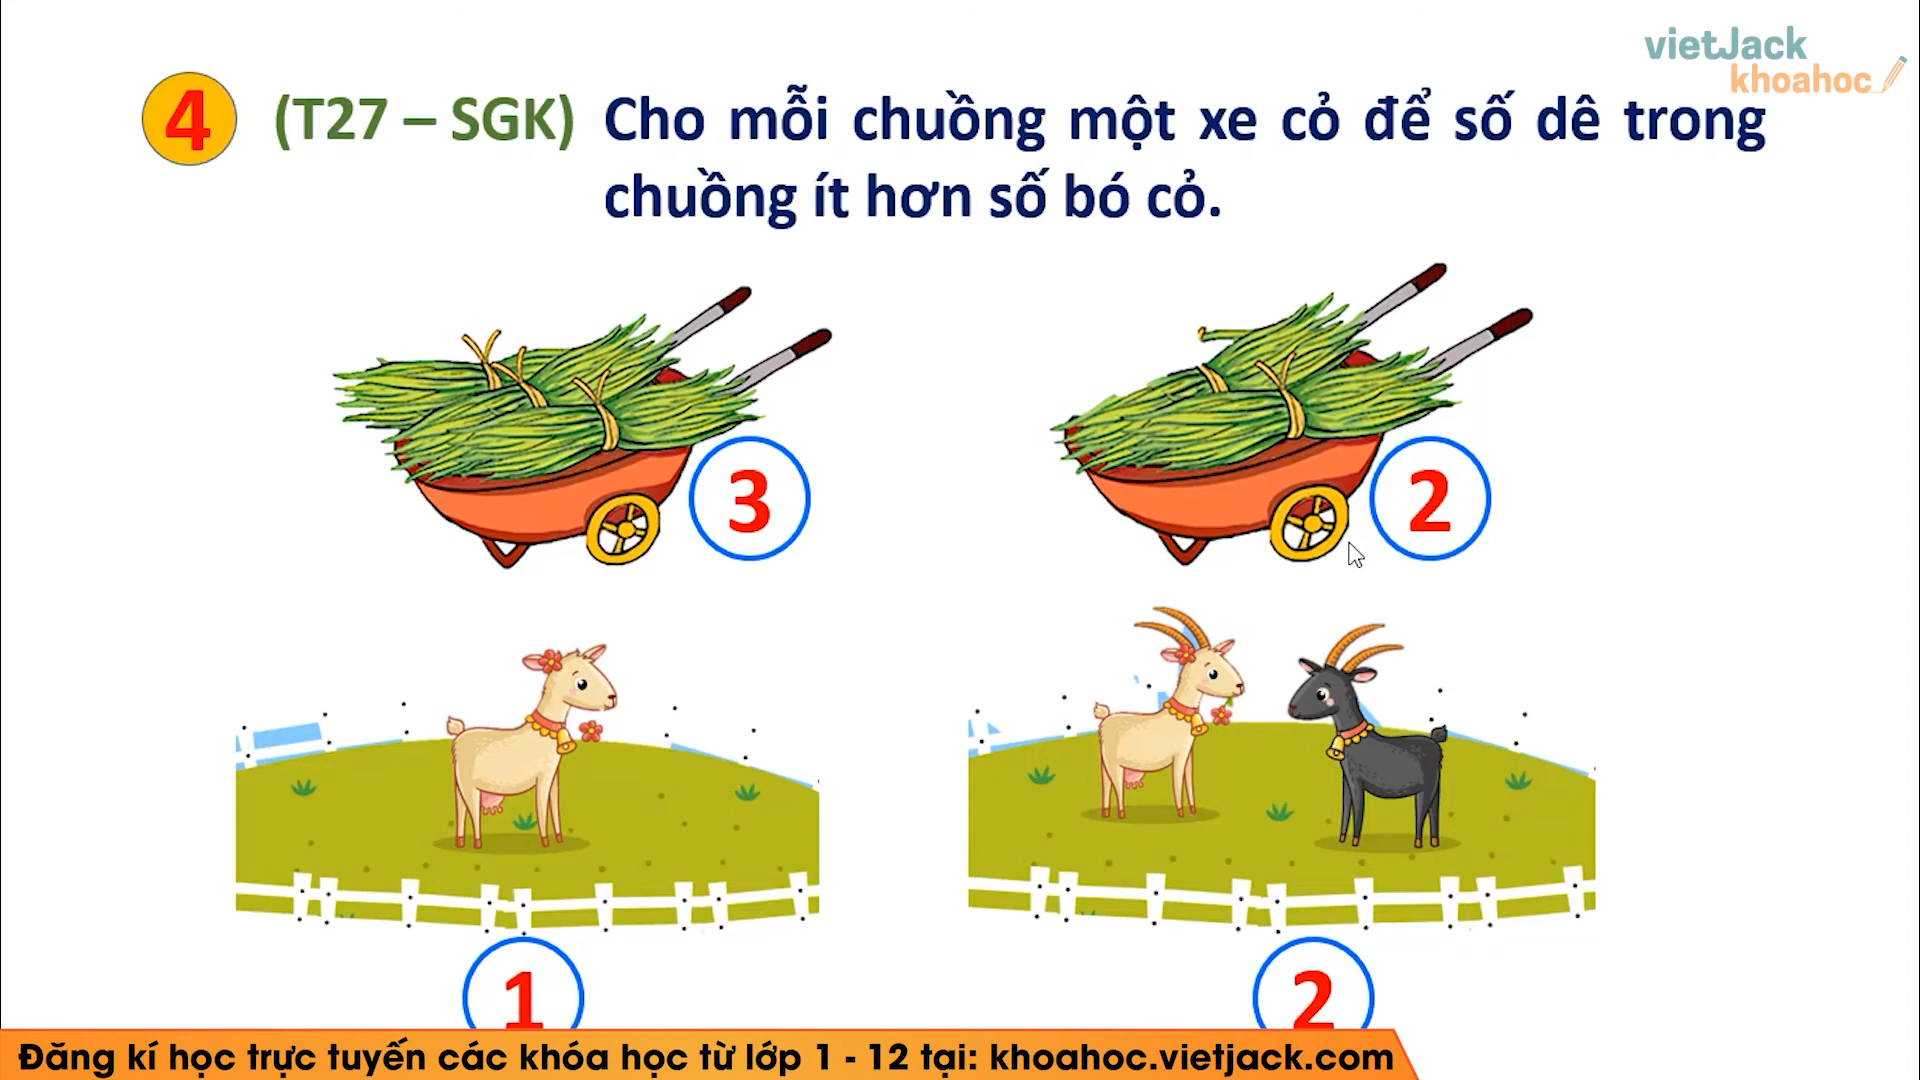 vietJack
khoahoc
4 (T27 – SGK) Cho mỗi chuồng một xe cỏ để số dê trong
chuồng ít hơn số bó cỏ.
3
2
1
2
Đăng kí học trực tuyến các khóa học từ lớp 1 - 12 tại: khoahoc.vietjack.com